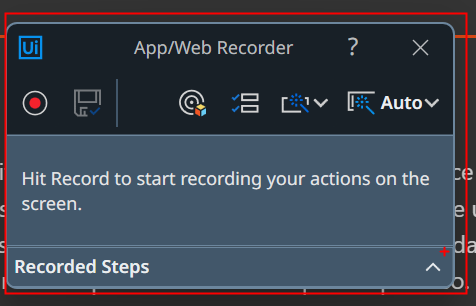 Ui
App/Web Recorder
?
Auto
Hit Record to start recording your actions on the
screen.
Recorded Steps